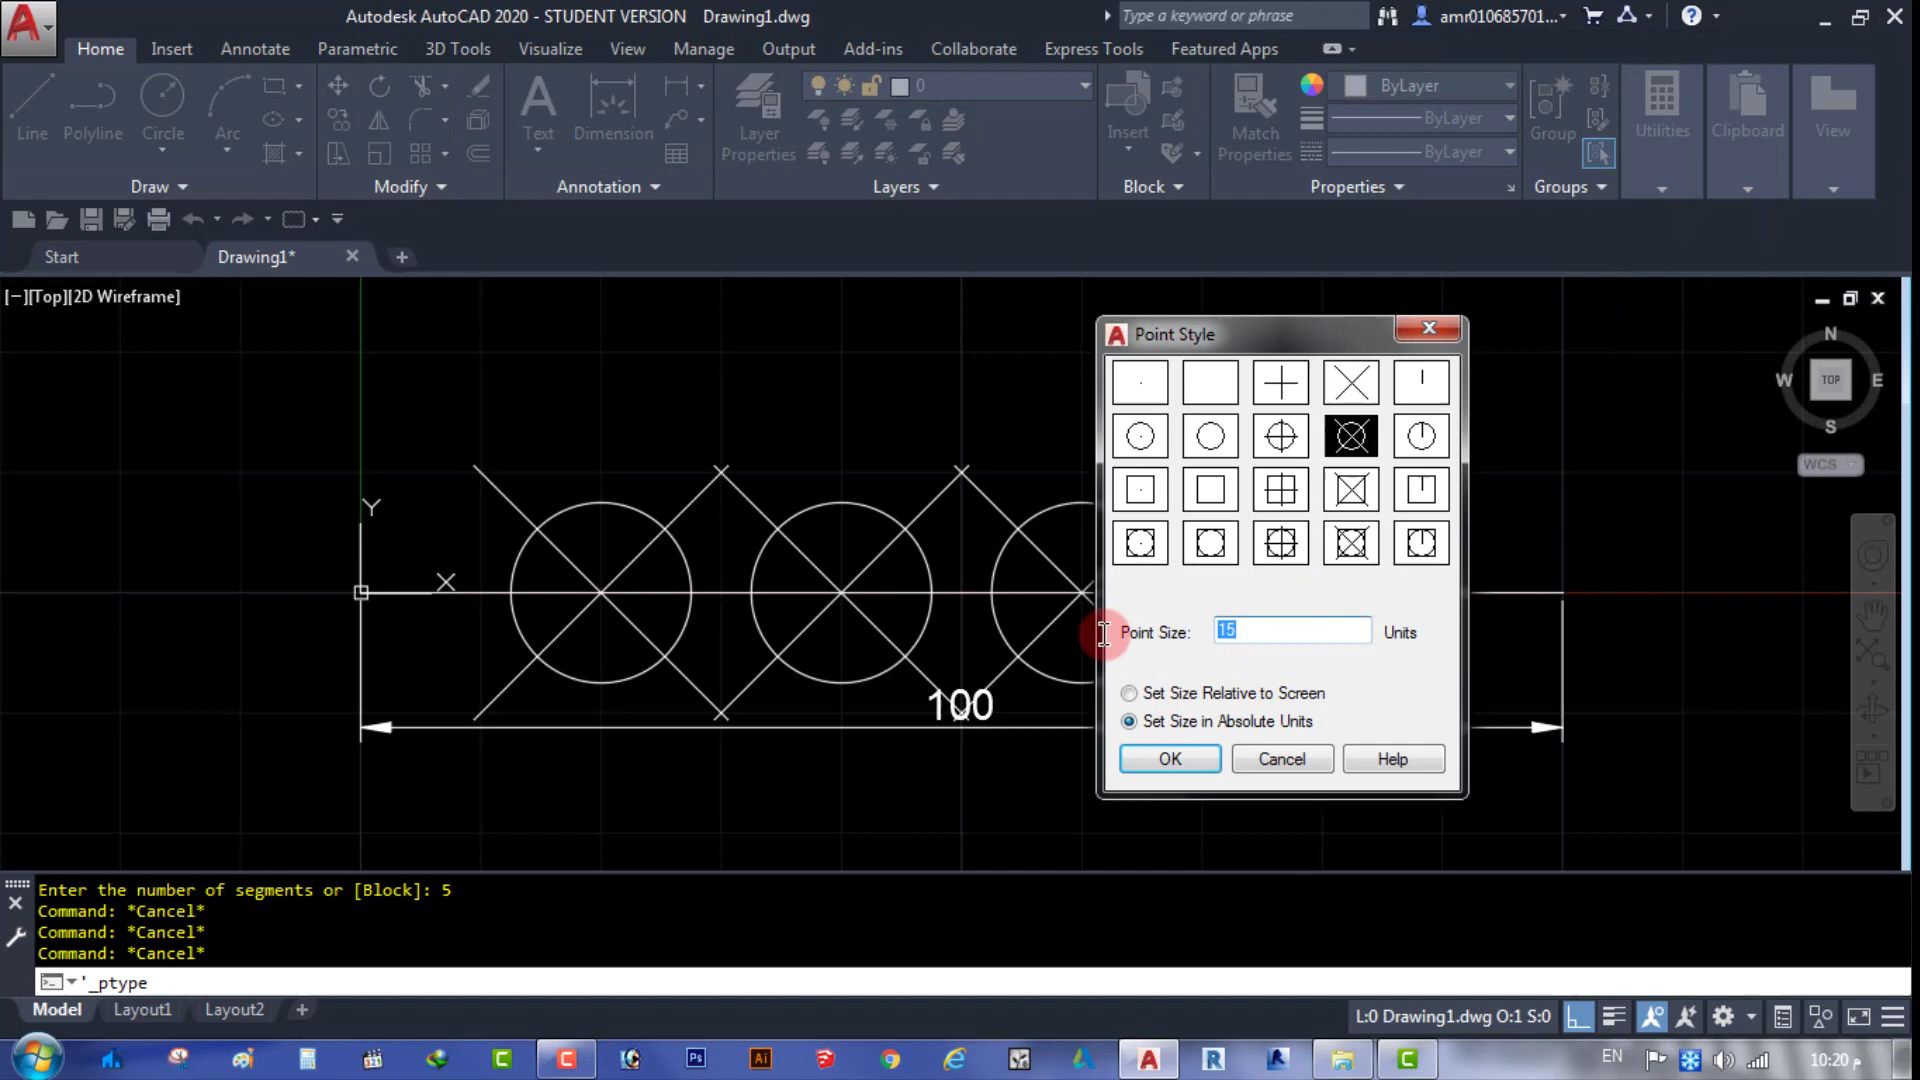 Autodesk AutoCAD 2020 - STUDENT VERSION Drawing1.dwg
Type a keyword or phrase
amr010685701...
Home Insert Annotate Parametric 3D Tools Visualize View Manage Output Add-ins Collaborate Express Tools Featured Apps
Line Polyline Circle Arc
Text Dimension
Layer Properties
0
Insert
Match Properties
ByLayer
ByLayer
ByLayer
Group
Utilities Clipboard View
Draw Modify Annotation Layers Block Properties Groups
Start Drawing1*
[−][Top][2D Wireframe]
N
W TOP E
S
WCS
Y
X
100
Point Style
Point Size: 15 Units
Set Size Relative to Screen
Set Size in Absolute Units
OK Cancel Help
Enter the number of segments or [Block]: 5
Command: *Cancel*
Command: *Cancel*
Command: *Cancel*
'_ptype
Model Layout1 Layout2
L:0 Drawing1.dwg O:1 S:0
Ps Ai
EN
10:20 م